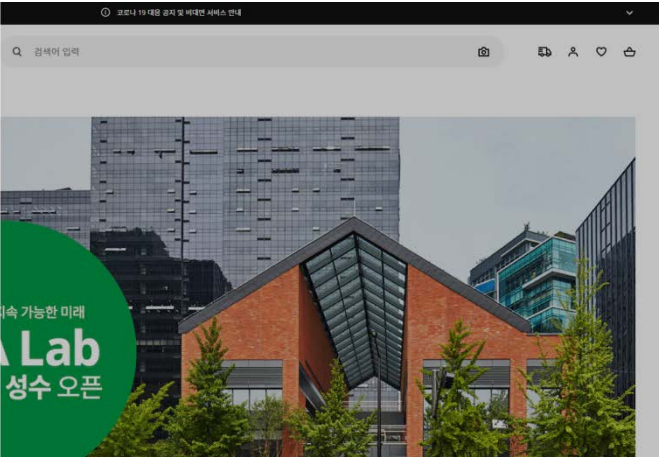 코로나 19 대응 공지 및 비대면 서비스 안내
검색어 입력
지속 가능한 미래
A Lab
성수 오픈